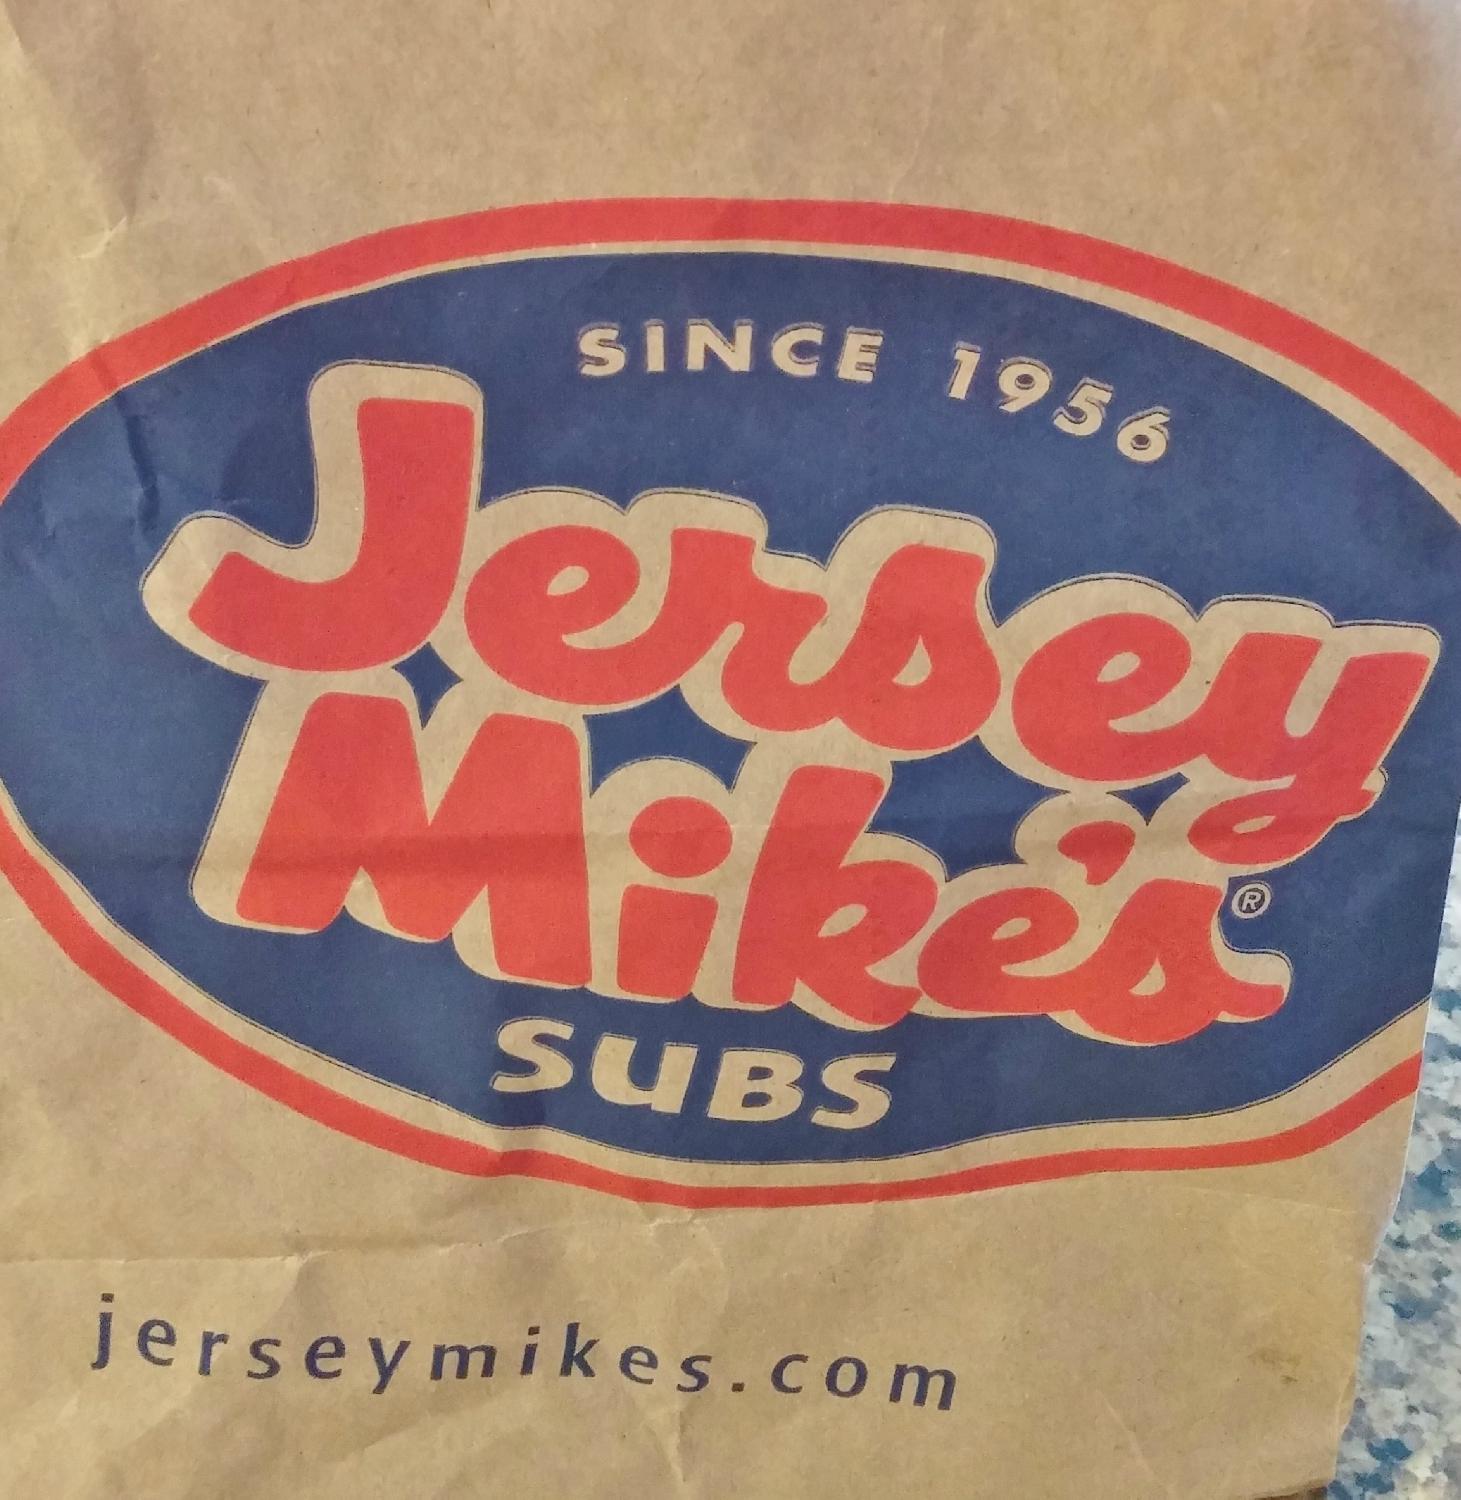 SINCE 1956
Jersey
Mike's®
SUBS
jerseymikes.com